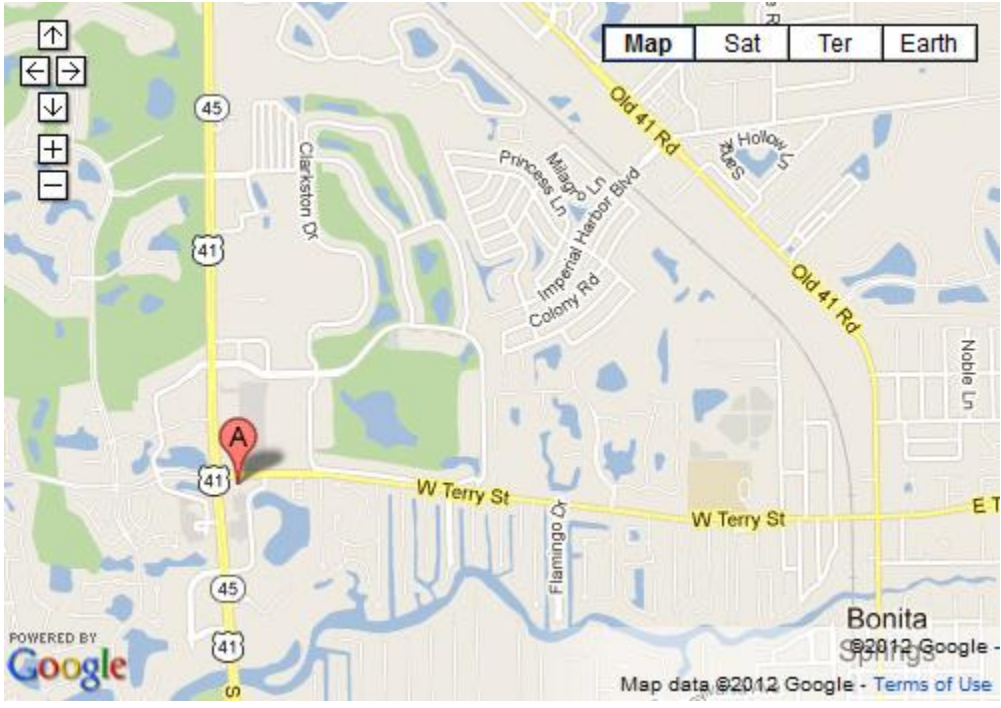 Map
Sat
Ter
Earth
45
41
Clarkston Dr
Old 41 Rd
Hollow Ln
Princess Ln
Milagro Ln
Imperial Harbor Blvd
Colony Rd
Old 41 Rd
Noble Ln
A
41
W Terry St
W Terry St
E T
Flamingo Dr
45
41
S
Bonita
Springs
©2012 Google -
POWERED BY
Google
Map data ©2012 Google - Terms of Use